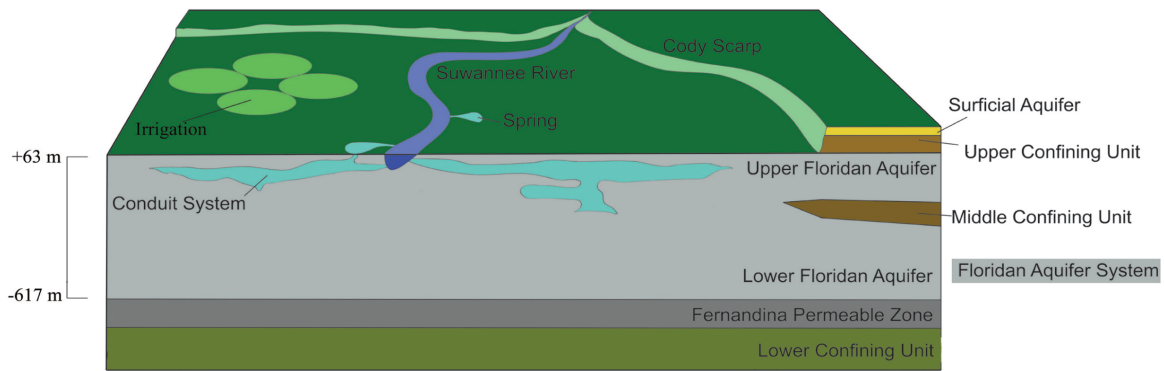 Cody Scarp
Suwannee River
Surficial Aquifer
Irrigation
Spring
Upper Confining Unit
+63 m
Upper Floridan Aquifer
Conduit System
Middle Confining Unit
Lower Floridan Aquifer
Floridan Aquifer System
-617 m
Fernandina Permeable Zone
Lower Confining Unit